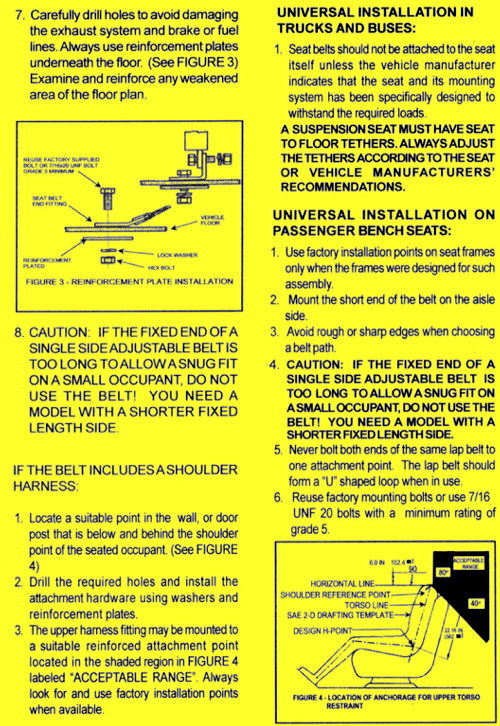 7. Carefully drill holes to avoid damaging
the exhaust system and brake or fuel
lines. Always use reinforcement plates
underneath the floor. (See FIGURE 3)
Examine and reinforce any weakened
area of the floor plan.
REUSE FACTORY SUPPLIED
BOLT OR 7/16x20 UNF BOLT
GRADE 5 MINIMUM
SEAT BELT
END FITTING
VEHICLE
FLOOR
REINFORCEMENT
PLATED
LOCK WASHER
HEX BOLT
FIGURE 3 - REINFORCEMENT PLATE INSTALLATION
8. CAUTION: IF THE FIXED END OF A
SINGLE SIDE ADJUSTABLE BELT IS
TOO LONG TO ALLOW A SNUG FIT
ON A SMALL OCCUPANT, DO NOT
USE THE BELT! YOU NEED A
MODEL WITH A SHORTER FIXED
LENGTH SIDE.
IF THE BELT INCLUDES A SHOULDER
HARNESS:
1. Locate a suitable point in the wall, or door
post that is below and behind the shoulder
point of the seated occupant. (See FIGURE
4)
2. Drill the required holes and install the
attachment hardware using washers and
reinforcement plates.
3. The upper harness fitting may be mounted to
a suitable reinforced attachment point
located in the shaded region in FIGURE 4
labeled "ACCEPTABLE RANGE". Always
look for and use factory installation points
when available.
UNIVERSAL INSTALLATION IN
TRUCKS AND BUSES:
1. Seat belts should not be attached to the seat
itself unless the vehicle manufacturer
indicates that the seat and its mounting
system has been specifically designed to
withstand the required loads.
A SUSPENSION SEAT MUST HAVE SEAT
TO FLOOR TETHERS. ALWAYS ADJUST
THE TETHERS ACCORDING TO THE SEAT
OR VEHICLE MANUFACTURERS'
RECOMMENDATIONS.
UNIVERSAL INSTALLATION ON
PASSENGER BENCH SEATS:
1. Use factory installation points on seat frames
only when the frames were designed for such
assembly.
2. Mount the short end of the belt on the aisle
side.
3. Avoid rough or sharp edges when choosing
a belt path.
4. CAUTION: IF THE FIXED END OF A
SINGLE SIDE ADJUSTABLE BELT IS
TOO LONG TO ALLOW A SNUG FIT ON
A SMALL OCCUPANT, DO NOT USE THE
BELT! YOU NEED A MODEL WITH A
SHORTER FIXED LENGTH SIDE.
5. Never bolt both ends of the same lap belt to
one attachment point. The lap belt should
form a "U" shaped loop when in use.
6. Reuse factory mounting bolts or use 7/16
UNF 20 bolts with a minimum rating of
grade 5.
6.0 IN 152.4
90
80°
ACCEPTABLE
RANGE
HORIZONTAL LINE
SHOULDER REFERENCE POINT
TORSO LINE
40°
SAE 2-D DRAFTING TEMPLATE
DESIGN H-POINT
FIGURE 4 - LOCATION OF ANCHORAGE FOR UPPER TORSO
RESTRAINT